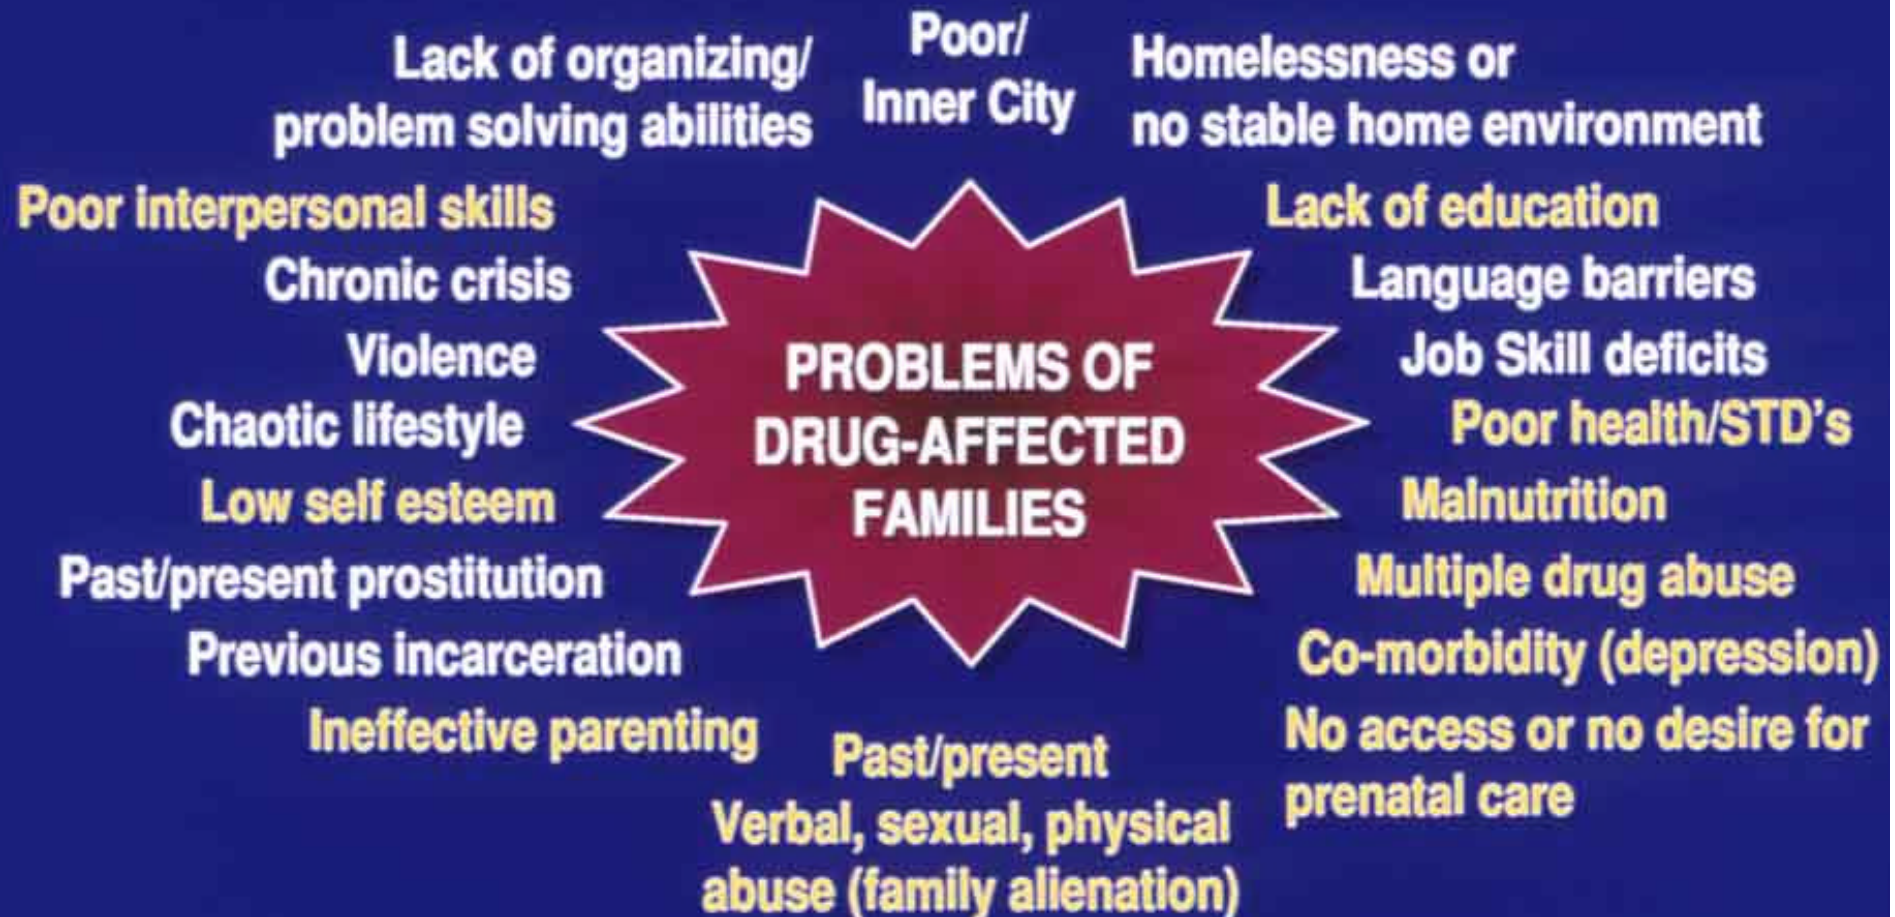 Lack of organizing/
problem solving abilities
Poor/
Inner City
Homelessness or
no stable home environment
Poor interpersonal skills
Chronic crisis
Violence
Chaotic lifestyle
Low self esteem
Past/present prostitution
Previous incarceration
Ineffective parenting
PROBLEMS OF
DRUG-AFFECTED
FAMILIES
Lack of education
Language barriers
Job Skill deficits
Poor health/STD's
Malnutrition
Multiple drug abuse
Co-morbidity (depression)
No access or no desire for
prenatal care
Past/present
Verbal, sexual, physical
abuse (family alienation)